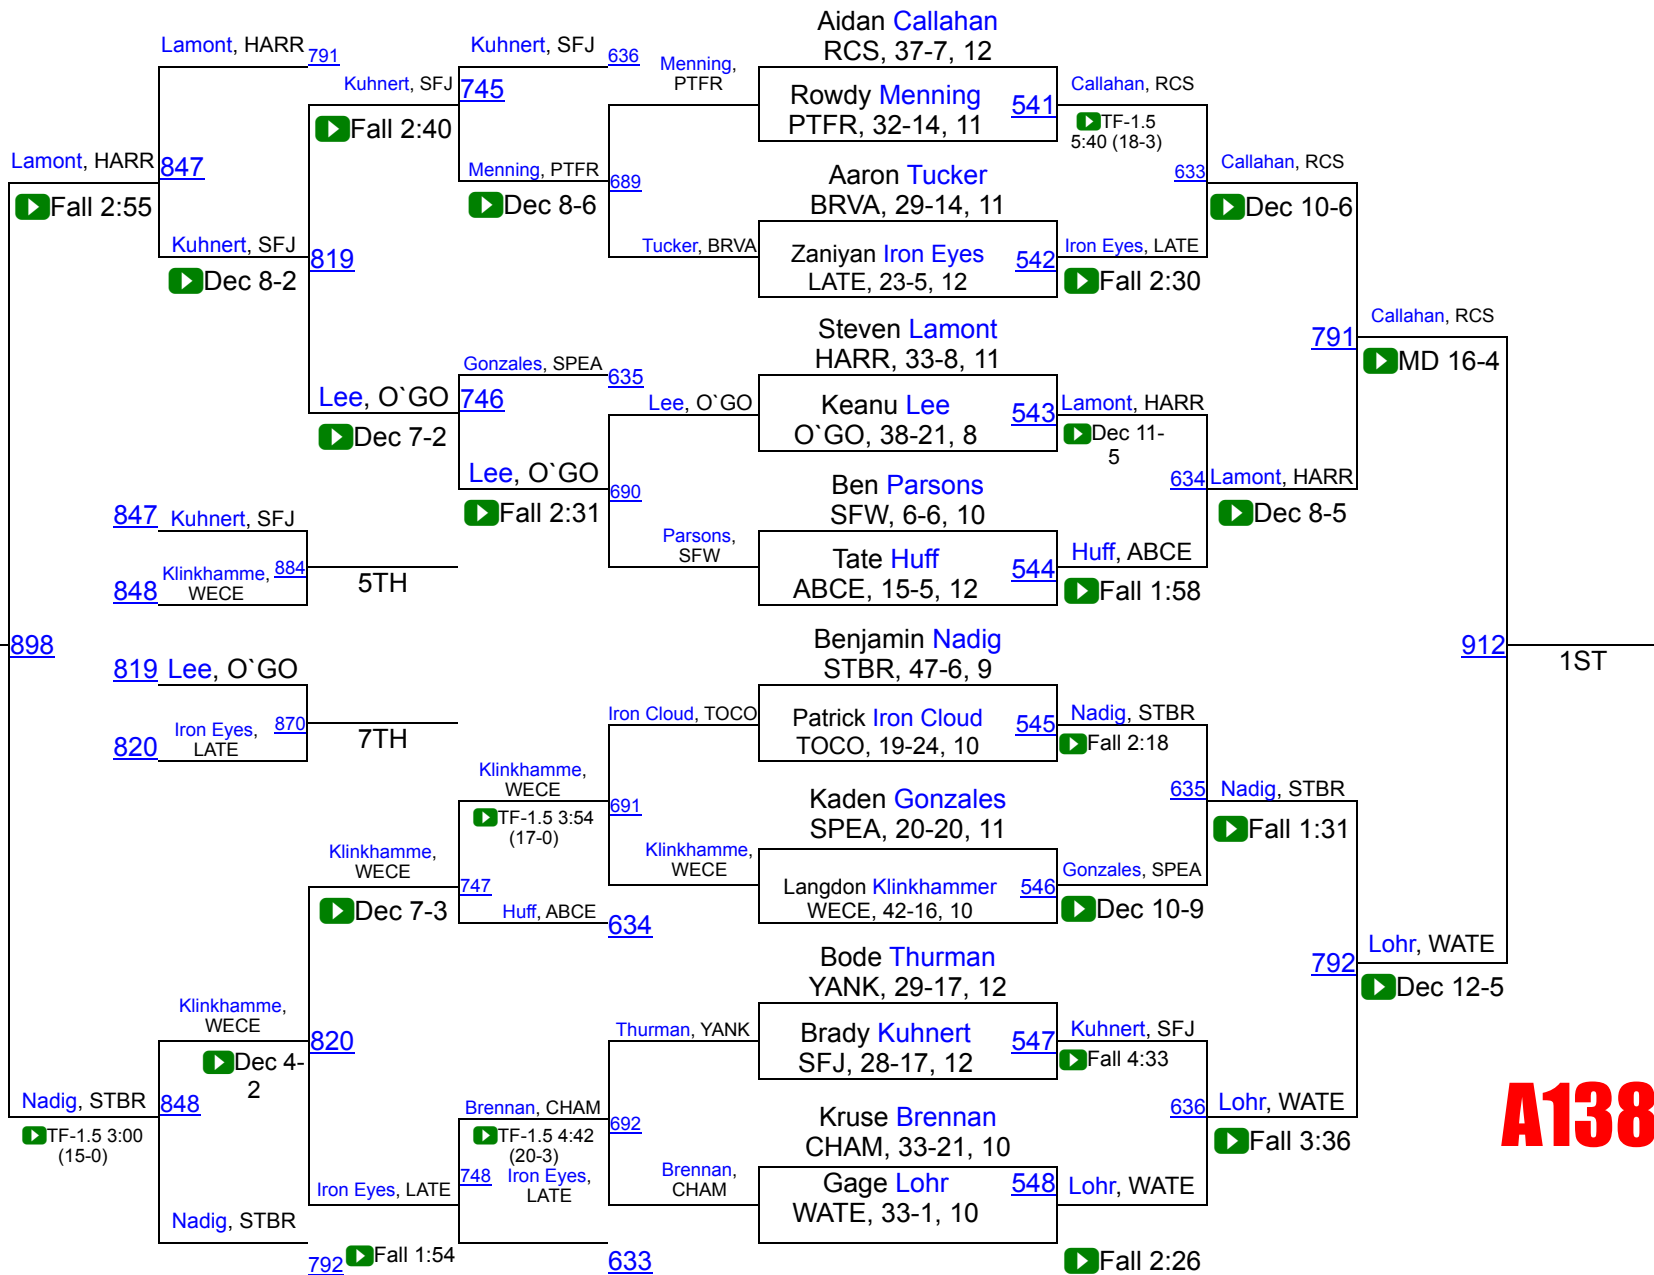 Aidan Callahan
RCS, 37-7, 12
Rowdy Menning
PTFR, 32-14, 11
541
Aaron Tucker
BRVA, 29-14, 11
Zaniyan Iron Eyes
LATE, 23-5, 12
542
Steven Lamont
HARR, 33-8, 11
Keanu Lee
O`GO, 38-21, 8
543
Ben Parsons
SFW, 6-6, 10
Tate Huff
ABCE, 15-5, 12
544
Benjamin Nadig
STBR, 47-6, 9
Patrick Iron Cloud
TOCO, 19-24, 10
545
Kaden Gonzales
SPEA, 20-20, 11
Langdon Klinkhammer
WECE, 42-16, 10
546
Bode Thurman
YANK, 29-17, 12
Brady Kuhnert
SFJ, 28-17, 12
547
Kruse Brennan
CHAM, 33-21, 10
Gage Lohr
WATE, 33-1, 10
548
Callahan, RCS
TF-1.5
5:40 (18-3)
633
Iron Eyes, LATE
Fall 2:30
Lamont, HARR
Dec 11-
5
634
Huff, ABCE
Fall 1:58
Nadig, STBR
Fall 2:18
635
Gonzales, SPEA
Dec 10-9
Kuhnert, SFJ
Fall 4:33
636
Lohr, WATE
Fall 2:26
Callahan, RCS
Dec 10-6
791
Lamont, HARR
Dec 8-5
Nadig, STBR
Fall 1:31
792
Lohr, WATE
Fall 3:36
Callahan, RCS
MD 16-4
912
Lohr, WATE
Dec 12-5
1ST
A138
Menning,
PTFR
689
Tucker, BRVA
Lee, O`GO
690
Parsons,
SFW
Iron Cloud, TOCO
691
Klinkhamme,
WECE
Thurman, YANK
692
Brennan,
CHAM
Kuhnert, SFJ
636
745
Menning, PTFR
Dec 8-6
Gonzales, SPEA
635
746
Lee, O`GO
Fall 2:31
Klinkhamme,
WECE
TF-1.5 3:54
(17-0)
747
Huff, ABCE
634
Brennan, CHAM
TF-1.5 4:42
(20-3)
748
Iron Eyes,
LATE
633
Kuhnert, SFJ
Fall 2:40
819
Lee, O`GO
Dec 7-2
Klinkhamme,
WECE
Dec 7-3
820
Iron Eyes, LATE
Fall 1:54
Lamont, HARR
791
847
Kuhnert, SFJ
Dec 8-2
Klinkhamme,
WECE
Dec 4-
2
848
Nadig, STBR
792
Lamont, HARR
Fall 2:55
898
Nadig, STBR
TF-1.5 3:00
(15-0)
847
Kuhnert, SFJ
884
848
Klinkhamme,
WECE
5TH
819
Lee, O`GO
870
820
Iron Eyes,
LATE
7TH